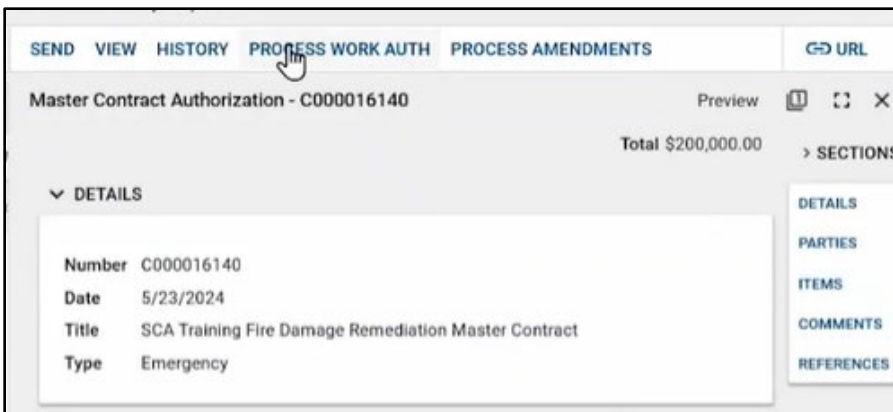 SEND VIEW HISTORY PROCESS WORK AUTH PROCESS AMENDMENTS URL
Master Contract Authorization - C000016140 Preview
Total $200,000.00
SECTIONS
DETAILS
Number C000016140
Date 5/23/2024
Title SCA Training Fire Damage Remediation Master Contract
Type Emergency
DETAILS
PARTIES
ITEMS
COMMENTS
REFERENCES